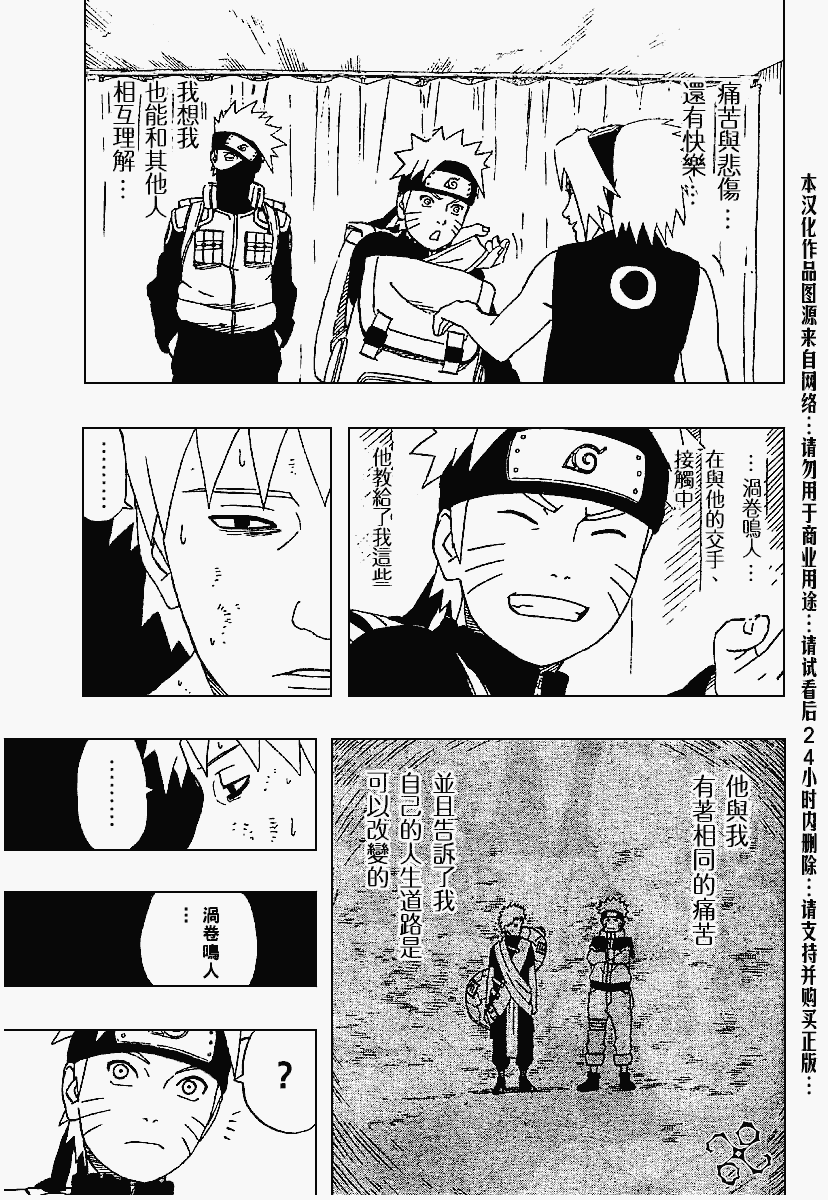 痛苦與悲傷…
還有快樂…
我想我
也能和其他人
相互理解…
…渦卷鳴人…
在與他的交手、
接觸中
他教給了我這些
………
他與我
有著相同的痛苦
並且告訴了我
自己的人生道路是
可以改變的
………
渦卷鳴人
…
？
本汉化作品图源来自网络…请勿用于商业用途…请试看后24小时内删除…请支持并购买正版…